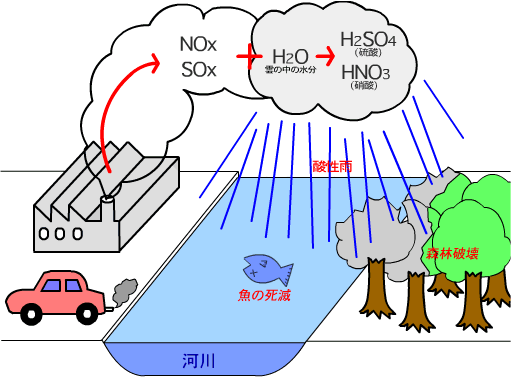 NOx
SOx
H2O
雲の中の水分
H2SO4
(硫酸)
HNO3
(硝酸)
酸性雨
森林破壊
魚の死滅
河川